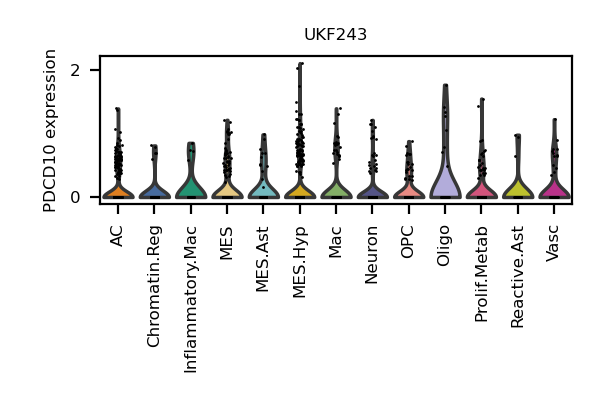 UKF243
PDCD10 expression
2
0
AC
Chromatin.Reg
Inflammatory.Mac
MES
MES.Ast
MES.Hyp
Mac
Neuron
OPC
Oligo
Prolif.Metab
Reactive.Ast
Vasc